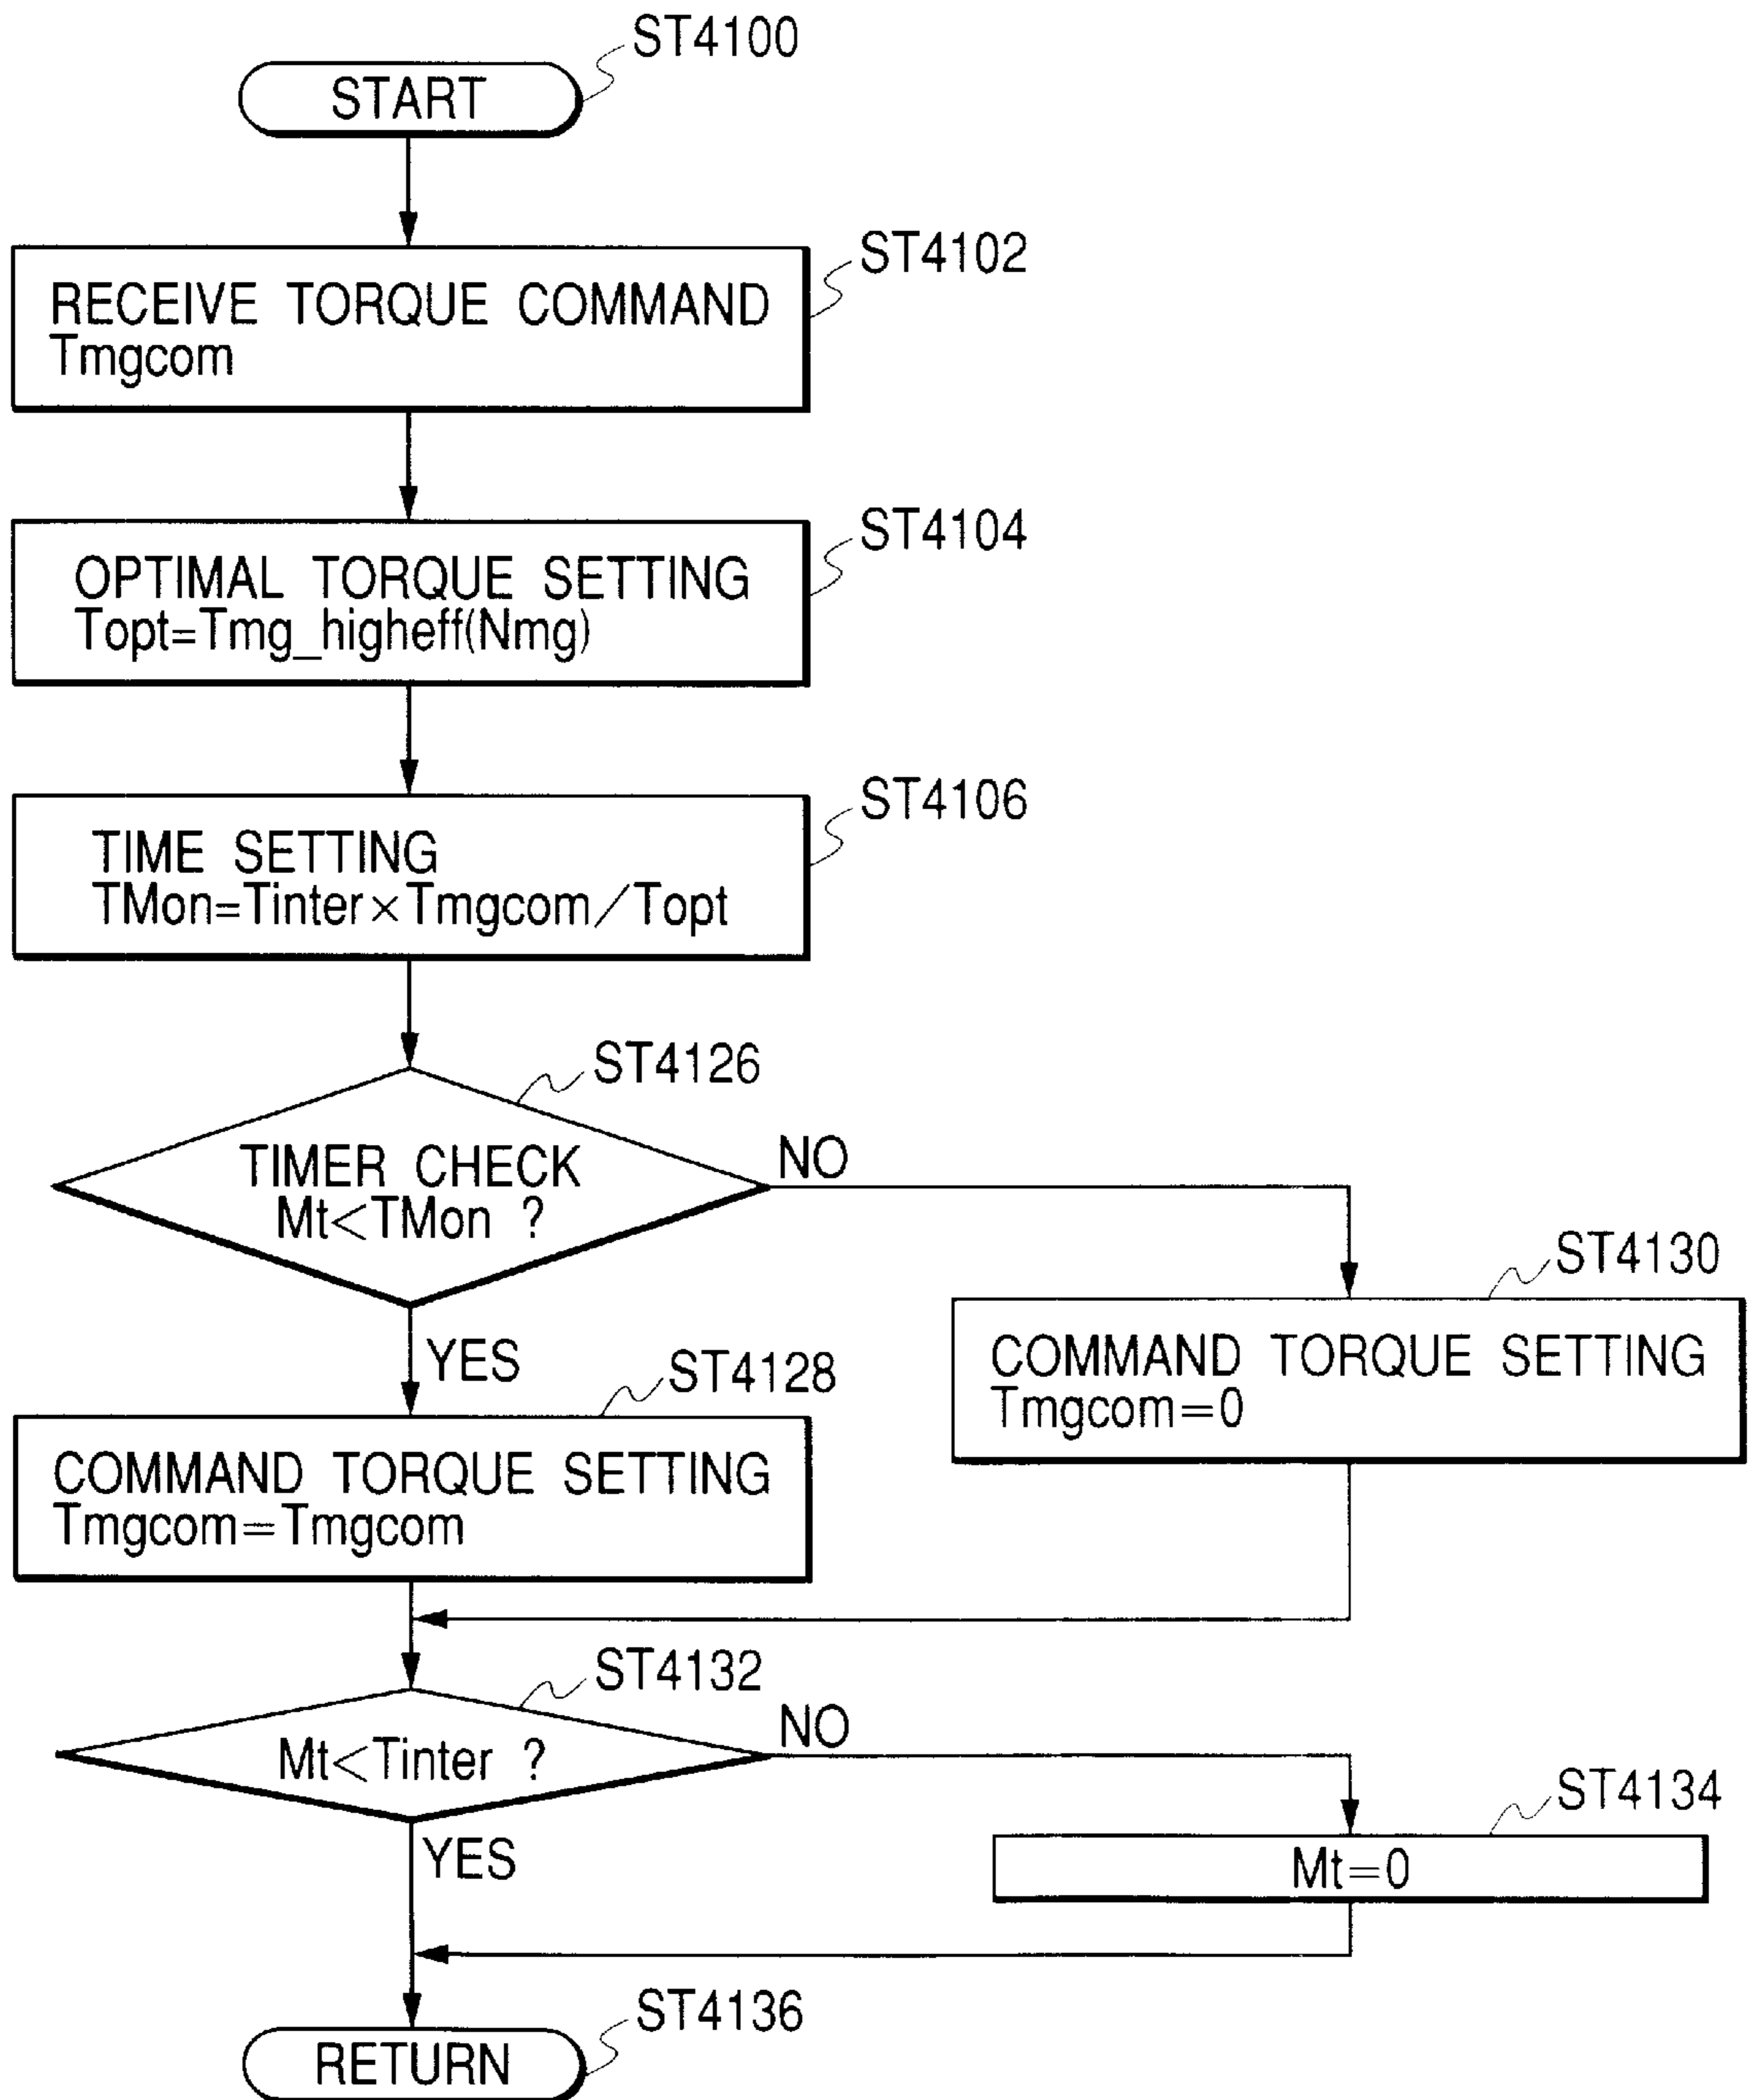 ST4100
START
ST4102
RECEIVE TORQUE COMMAND
Tmgcom
ST4104
OPTIMAL TORQUE SETTING
Topt=Tmg_higheff(Nmg)
ST4106
TIME SETTING
TMon=Tinter×Tmgcom/Topt
ST4126
TIMER CHECK
Mt<TMon ?
NO
YES
ST4130
COMMAND TORQUE SETTING
Tmgcom=0
ST4128
COMMAND TORQUE SETTING
Tmgcom=Tmgcom
ST4132
Mt<Tinter ?
NO
YES
ST4134
Mt=0
ST4136
RETURN